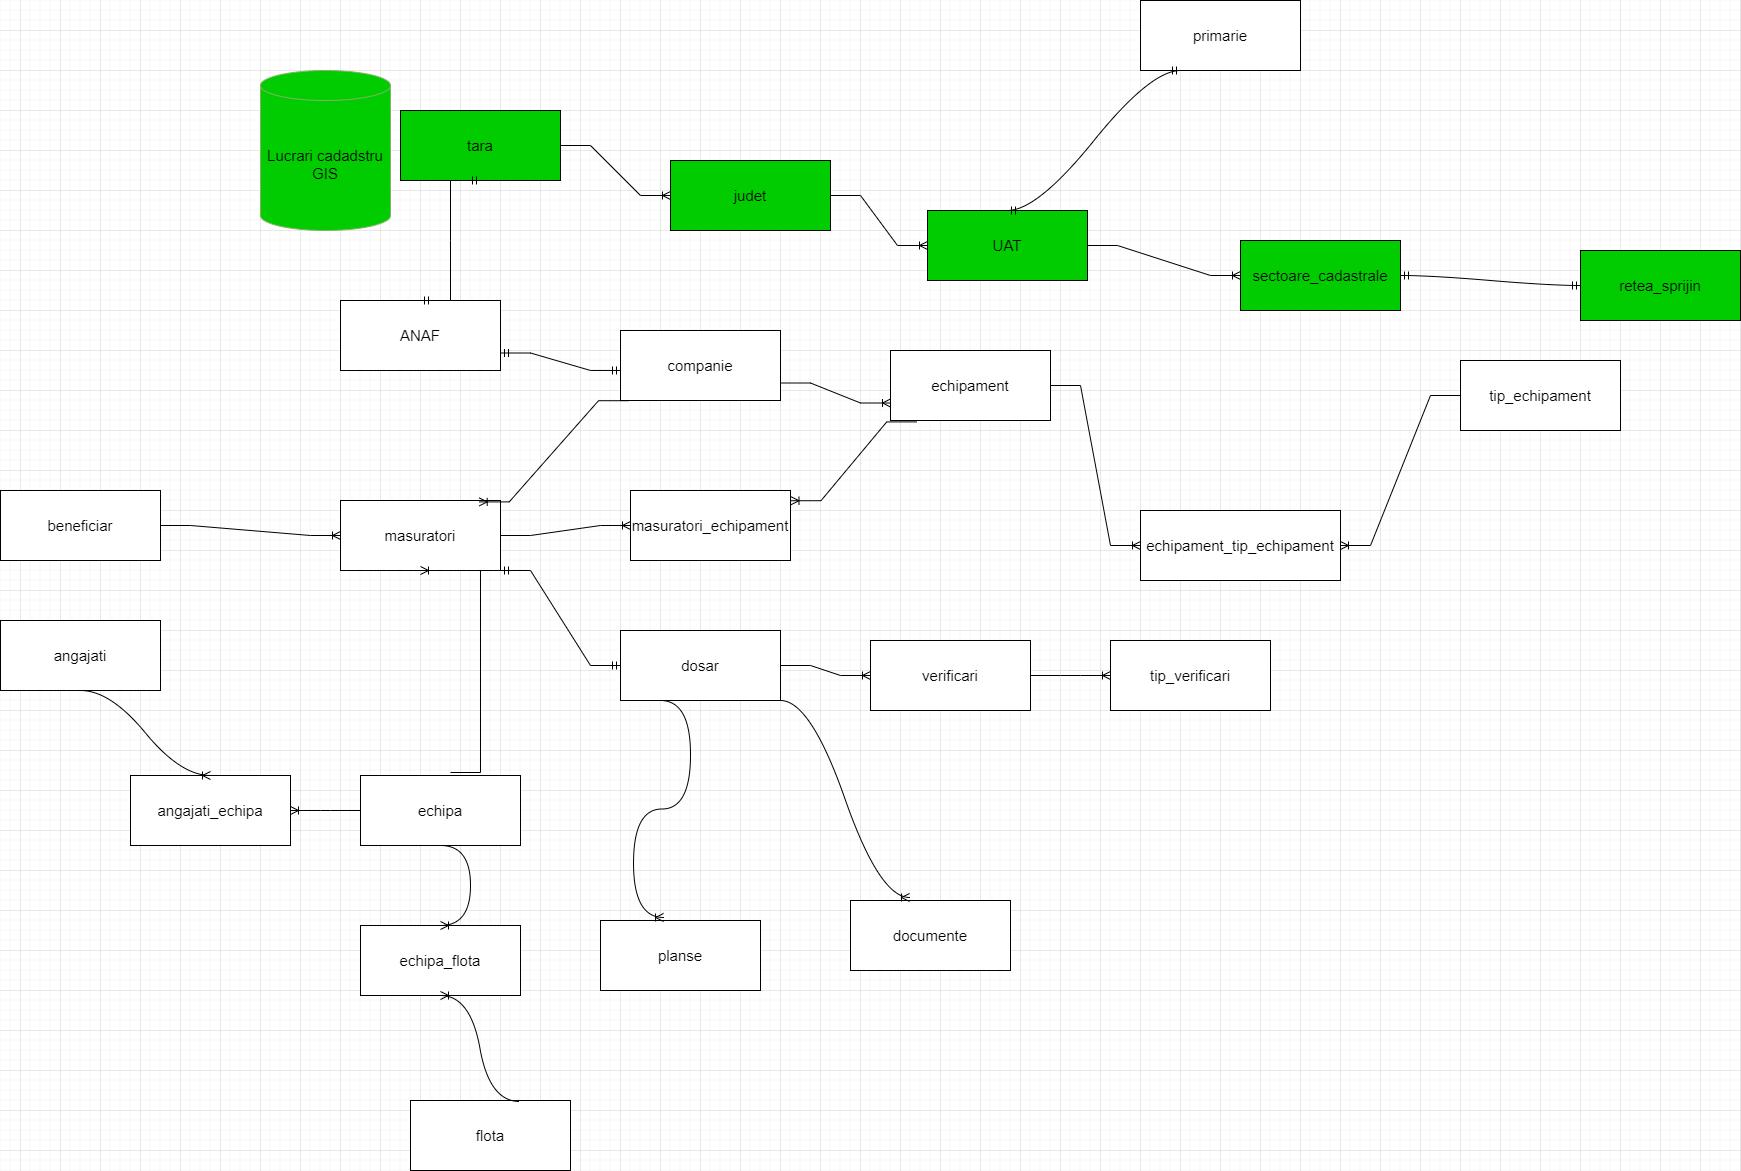 primarie
Lucrari cadadstru
GIS
tara
judet
UAT
sectoare_cadastrale
retea_sprijin
ANAF
companie
echipament
tip_echipament
beneficiar
masuratori
masuratori_echipament
echipament_tip_echipament
angajati
dosar
verificari
tip_verificari
angajati_echipa
echipa
echipa_flota
planse
documente
flota